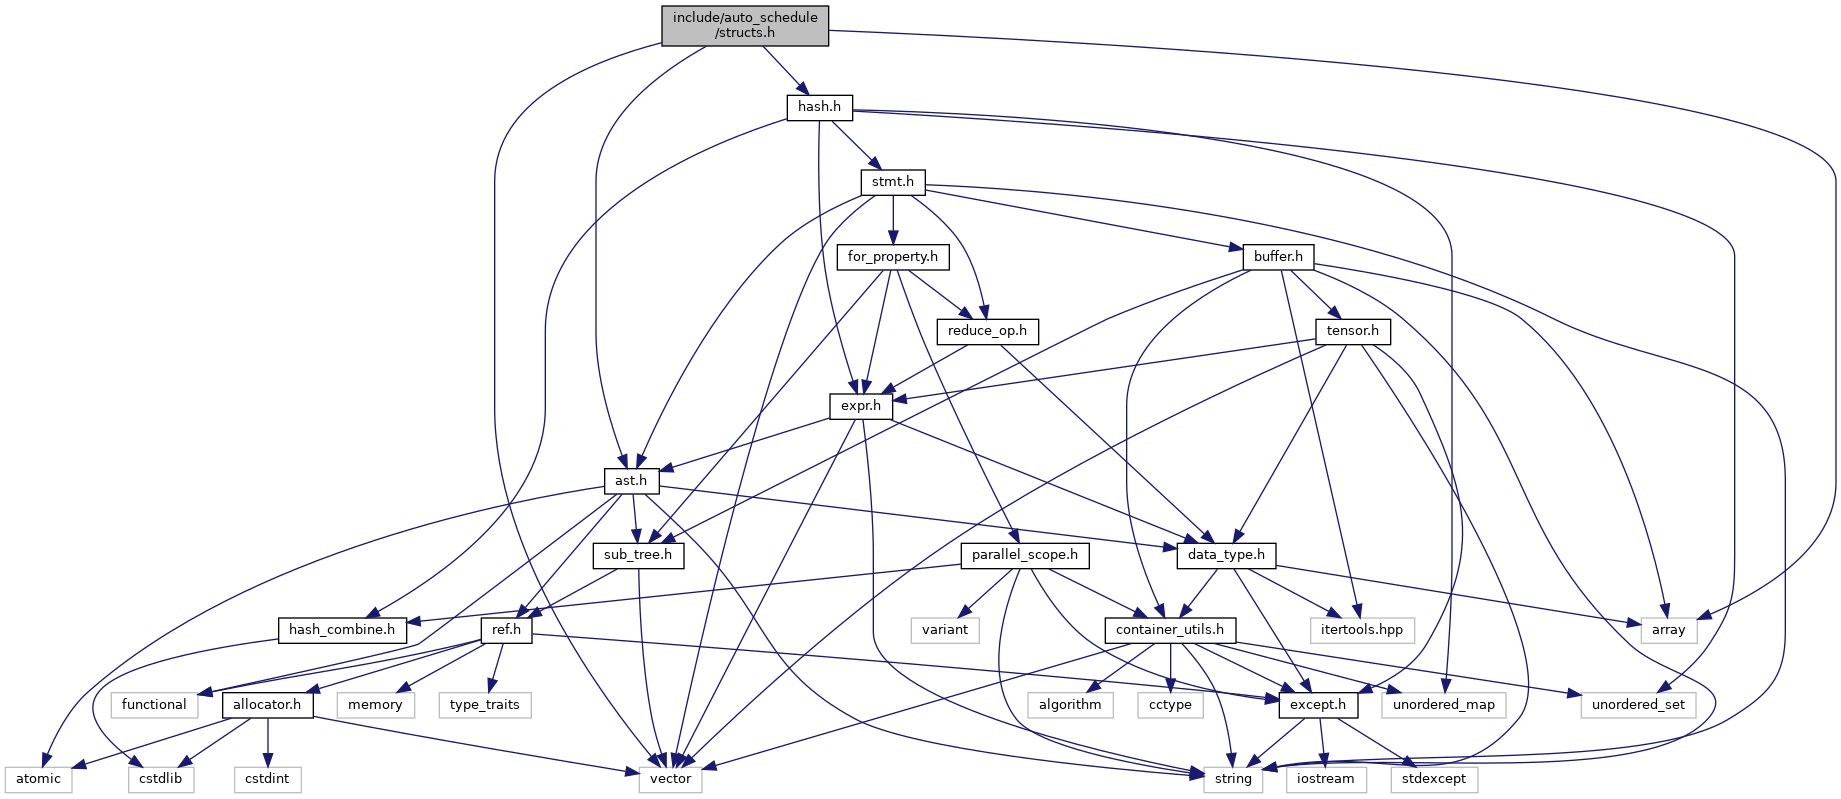 include/auto_schedule
/structs.h
hash.h
stmt.h
for_property.h
buffer.h
reduce_op.h
tensor.h
expr.h
ast.h
sub_tree.h
parallel_scope.h
data_type.h
hash_combine.h
ref.h
variant
container_utils.h
itertools.hpp
array
functional
allocator.h
memory
type_traits
algorithm
cctype
except.h
unordered_map
unordered_set
atomic
cstdlib
cstdint
vector
string
iostream
stdexcept